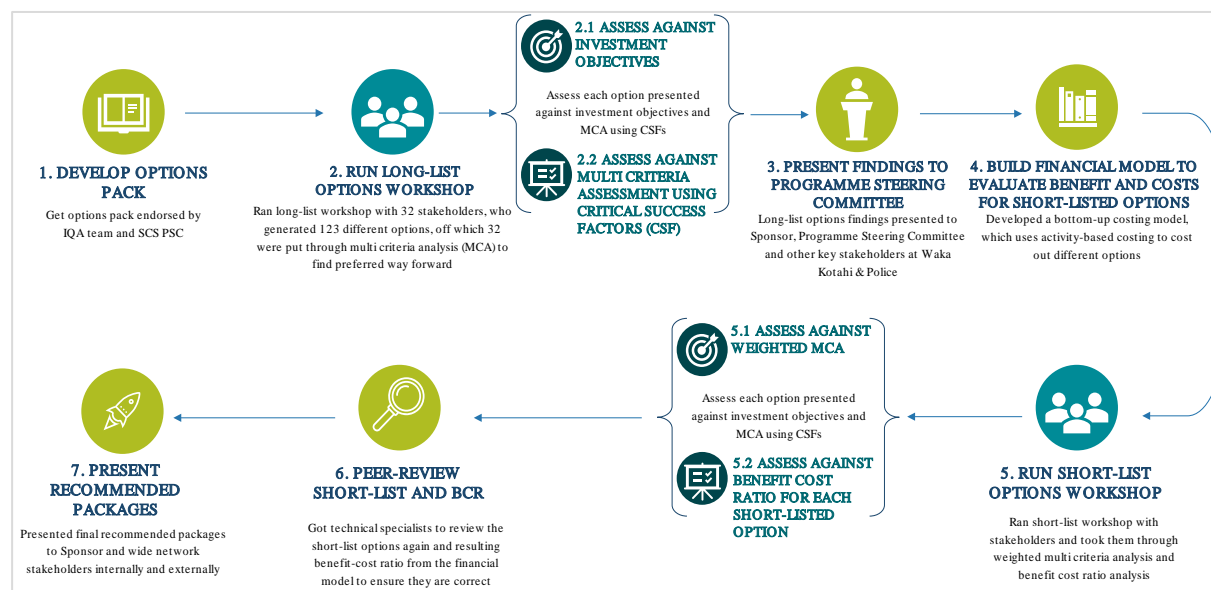 1. DEVELOP OPTIONS
PACK
Get options pack endorsed by
IQA team and SCS PSC
2. RUN LONG-LIST
OPTIONS WORKSHOP
Ran long-list workshop with 32 stakeholders, who
generated 123 different options, off which 32
were put through multi criteria analysis (MCA) to
find preferred way forward
2.1 ASSESS AGAINST
INVESTMENT
OBJECTIVES
Assess each option presented
against investment objectives and
MCA using CSFs
2.2 ASSESS AGAINST
MULTI CRITERIA
ASSESSMENT USING
CRITICAL SUCCESS
FACTORS (CSF)
3. PRESENT FINDINGS TO
PROGRAMME STEERING
COMMITTEE
Long-list options findings presented to
Sponsor, Programme Steering Committee
and other key stakeholders at Waka
Kotahi & Police
4. BUILD FINANCIAL MODEL TO
EVALUATE BENEFIT AND COSTS
FOR SHORT-LISTED OPTIONS
Developed a bottom-up costing model,
which uses activity-based costing to cost
out different options
5. RUN SHORT-LIST
OPTIONS WORKSHOP
Ran short-list workshop with
stakeholders and took them through
weighted multi criteria analysis and
benefit cost ratio analysis
5.1 ASSESS AGAINST
WEIGHTED MCA
Assess each option presented
against investment objectives and
MCA using CSFs
5.2 ASSESS AGAINST
BENEFIT COST
RATIO FOR EACH
SHORT-LISTED
OPTION
6. PEER-REVIEW
SHORT-LIST AND BCR
Got technical specialists to review the
short-list options again and resulting
benefit-cost ratio from the financial
model to ensure they are correct
7. PRESENT
RECOMMENDED
PACKAGES
Presented final recommended packages
to Sponsor and wide network
stakeholders internally and externally